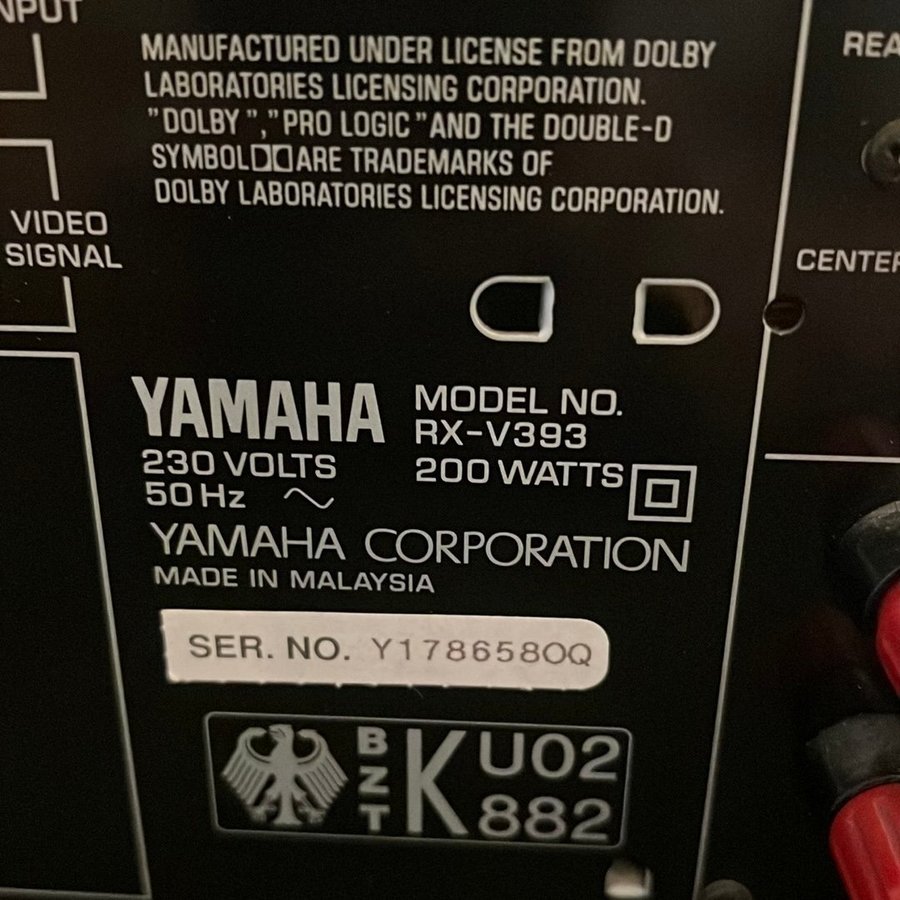 NPUT
MANUFACTURED UNDER LICENSE FROM DOLBY
LABORATORIES LICENSING CORPORATION.
"DOLBY", "PRO LOGIC" AND THE DOUBLE-D
SYMBOL ARE TRADEMARKS OF
DOLBY LABORATORIES LICENSING CORPORATION.
REA
VIDEO
SIGNAL
CENTER
YAMAHA
MODEL NO.
RX-V393
230 VOLTS
200 WATTS
50 Hz ~
YAMAHA CORPORATION
MADE IN MALAYSIA
SER. NO. Y178658OQ
BZT
K
U02
882